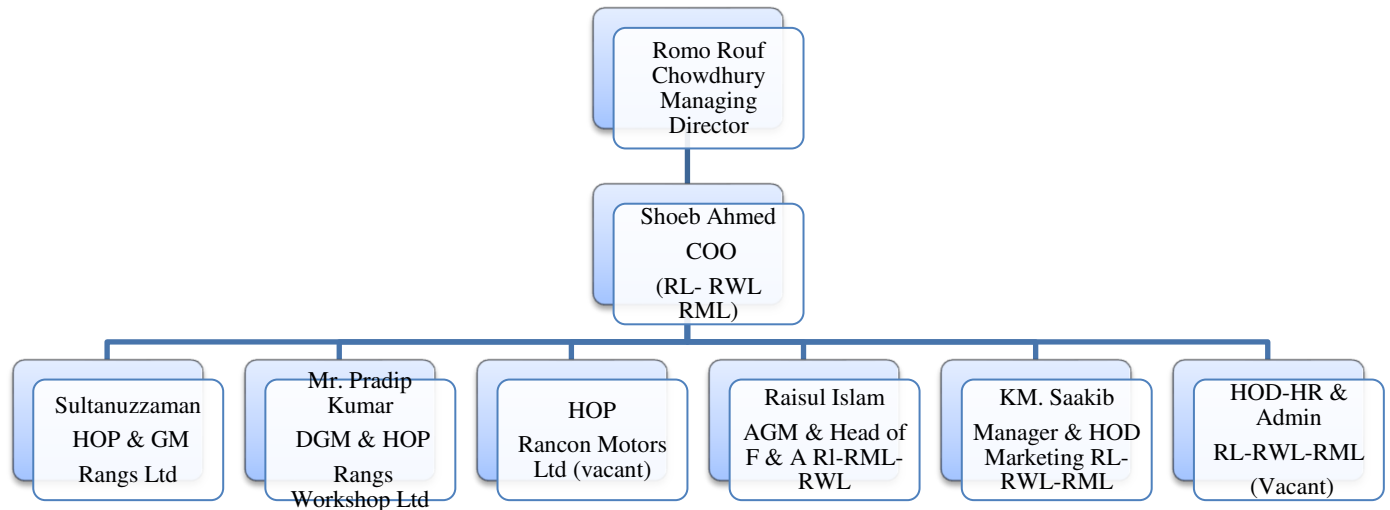 Romo Rouf
Chowdhury
Managing
Director
Shoeb Ahmed
COO
(RL- RWL
RML)
Sultanuzzaman
HOP & GM
Rangs Ltd
Mr. Pradip
Kumar
DGM & HOP
Rangs
Workshop Ltd
HOP
Rancon Motors
Ltd (vacant)
Raisul Islam
AGM & Head of
F & A Rl-RML-
RWL
KM. Saakib
Manager & HOD
Marketing RL-
RWL-RML
HOD-HR &
Admin
RL-RWL-RML
(Vacant)